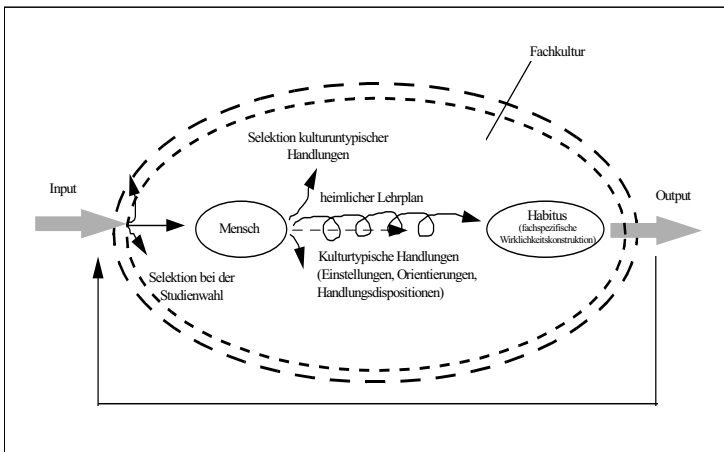 Fachkultur
Selektion kulturuntypischer
Handlungen
Input
heimlicher Lehrplan
Output
Mensch
Habitus
(fachspezifische
Wirklichkeitskonstruktion)
Kulturtypische Handlungen
(Einstellungen, Orientierungen,
Handlungsdispositionen)
Selektion bei der
Studienwahl